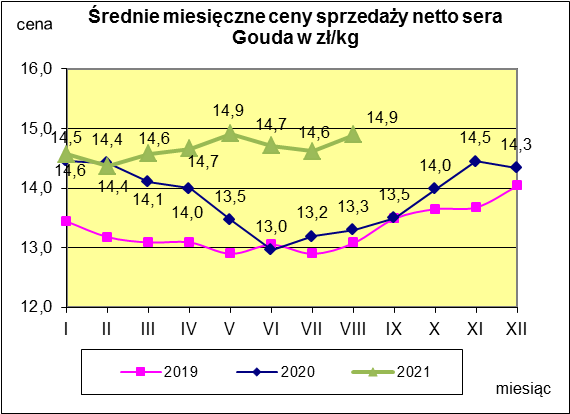 Średnie miesięczne ceny sprzedaży netto sera
Gouda w zł/kg
cena
16,0
15,0
14,0
13,0
12,0
14,5 14,4 14,6 14,7 14,9 14,7 14,6 14,9
14,6 14,4 14,1 14,0 13,5 13,0 13,2 13,3 13,5 14,0 14,5 14,3
I II III IV V VI VII VIII IX X XI XII
2019 2020 2021
miesiąc